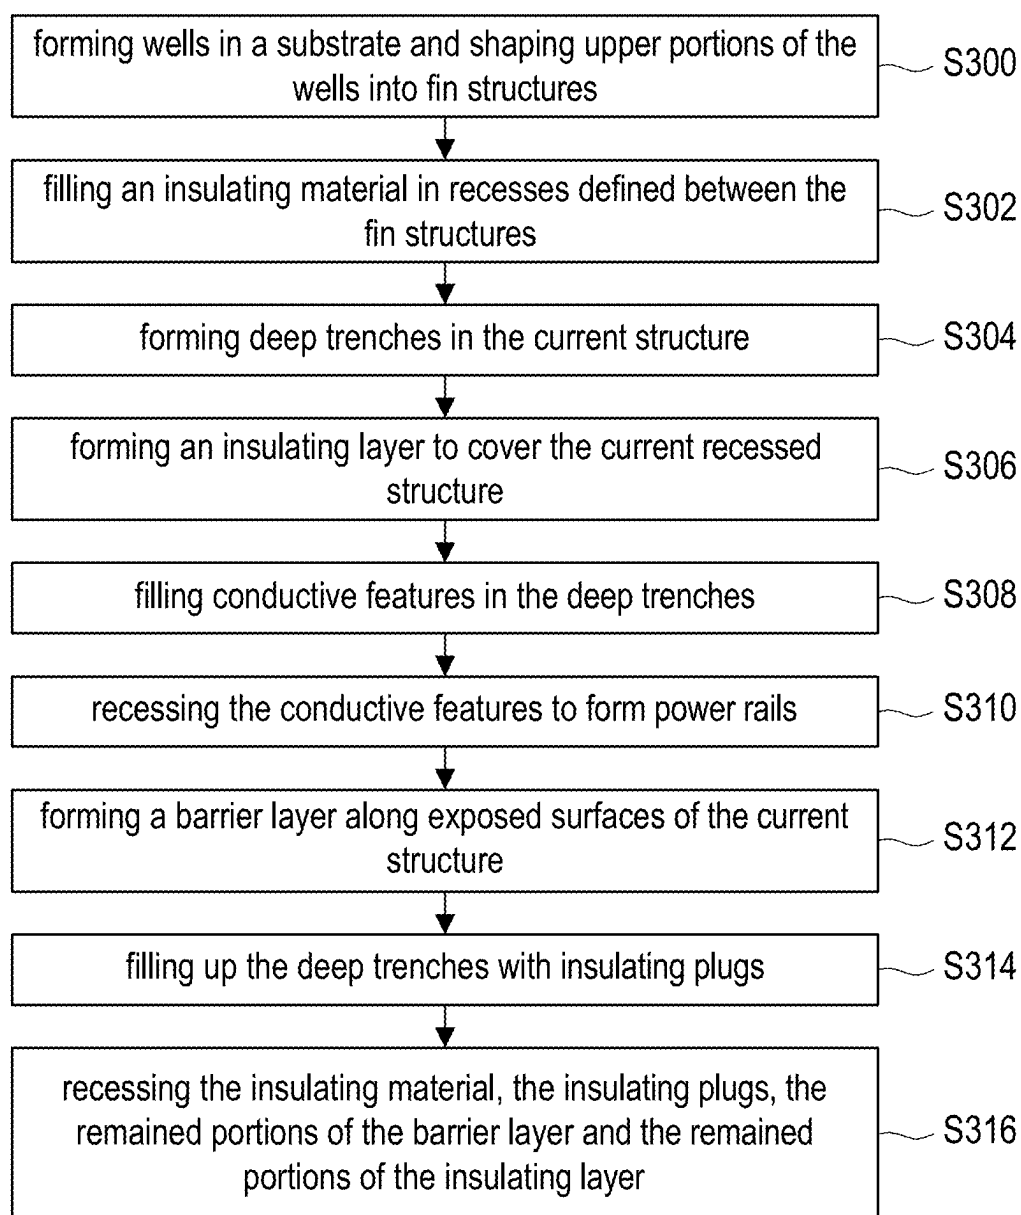 forming wells in a substrate and shaping upper portions of the
wells into fin structures
S300
filling an insulating material in recesses defined between the
fin structures
S302
forming deep trenches in the current structure
S304
forming an insulating layer to cover the current recessed
structure
S306
filling conductive features in the deep trenches
S308
recessing the conductive features to form power rails
S310
forming a barrier layer along exposed surfaces of the current
structure
S312
filling up the deep trenches with insulating plugs
S314
recessing the insulating material, the insulating plugs, the
remained portions of the barrier layer and the remained
portions of the insulating layer
S316